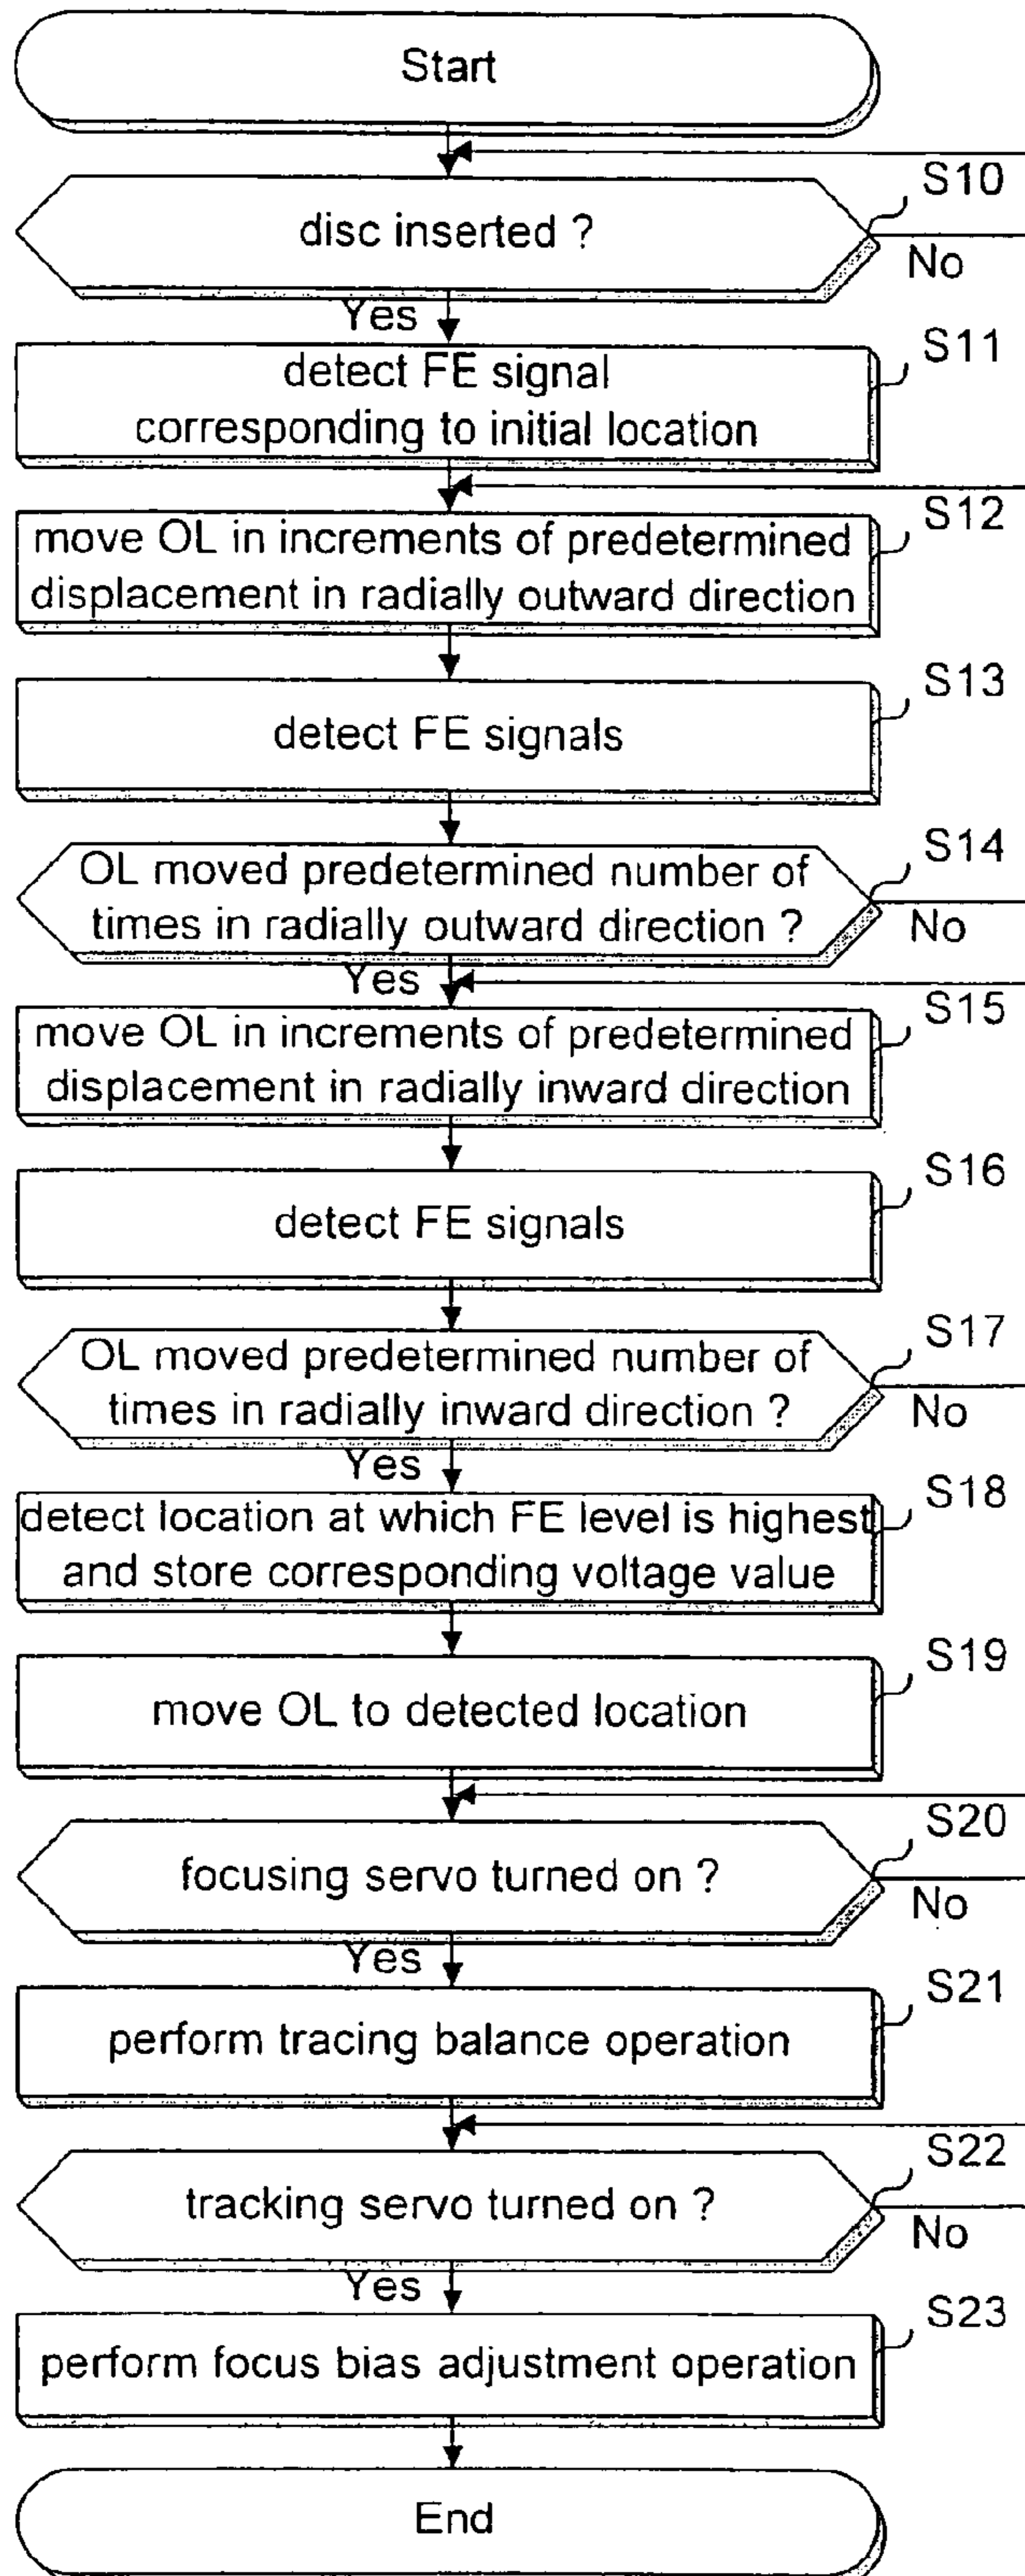 Start
S10
disc inserted ?
No
Yes
S11
detect FE signal
corresponding to initial location
S12
move OL in increments of predetermined
displacement in radially outward direction
S13
detect FE signals
S14
OL moved predetermined number of
times in radially outward direction ?
No
Yes
S15
move OL in increments of predetermined
displacement in radially inward direction
S16
detect FE signals
S17
OL moved predetermined number of
times in radially inward direction ?
No
Yes
S18
detect location at which FE level is highest
and store corresponding voltage value
S19
move OL to detected location
S20
focusing servo turned on ?
No
Yes
S21
perform tracing balance operation
S22
tracking servo turned on ?
No
Yes
S23
perform focus bias adjustment operation
End